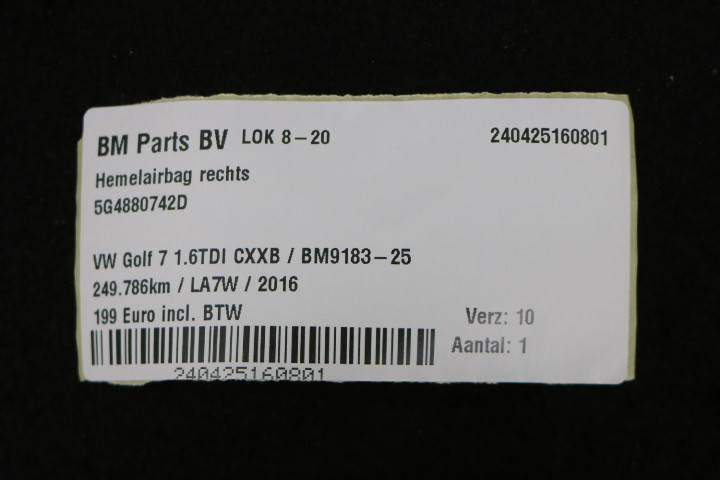 BM Parts BV LOK 8-20 240425160801
Hemelairbag rechts
5G4880742D
VW Golf 7 1.6TDI CXXB / BM9183-25
249.786km / LA7W / 2016
199 Euro incl. BTW Verz: 10
Aantal: 1
240425160801